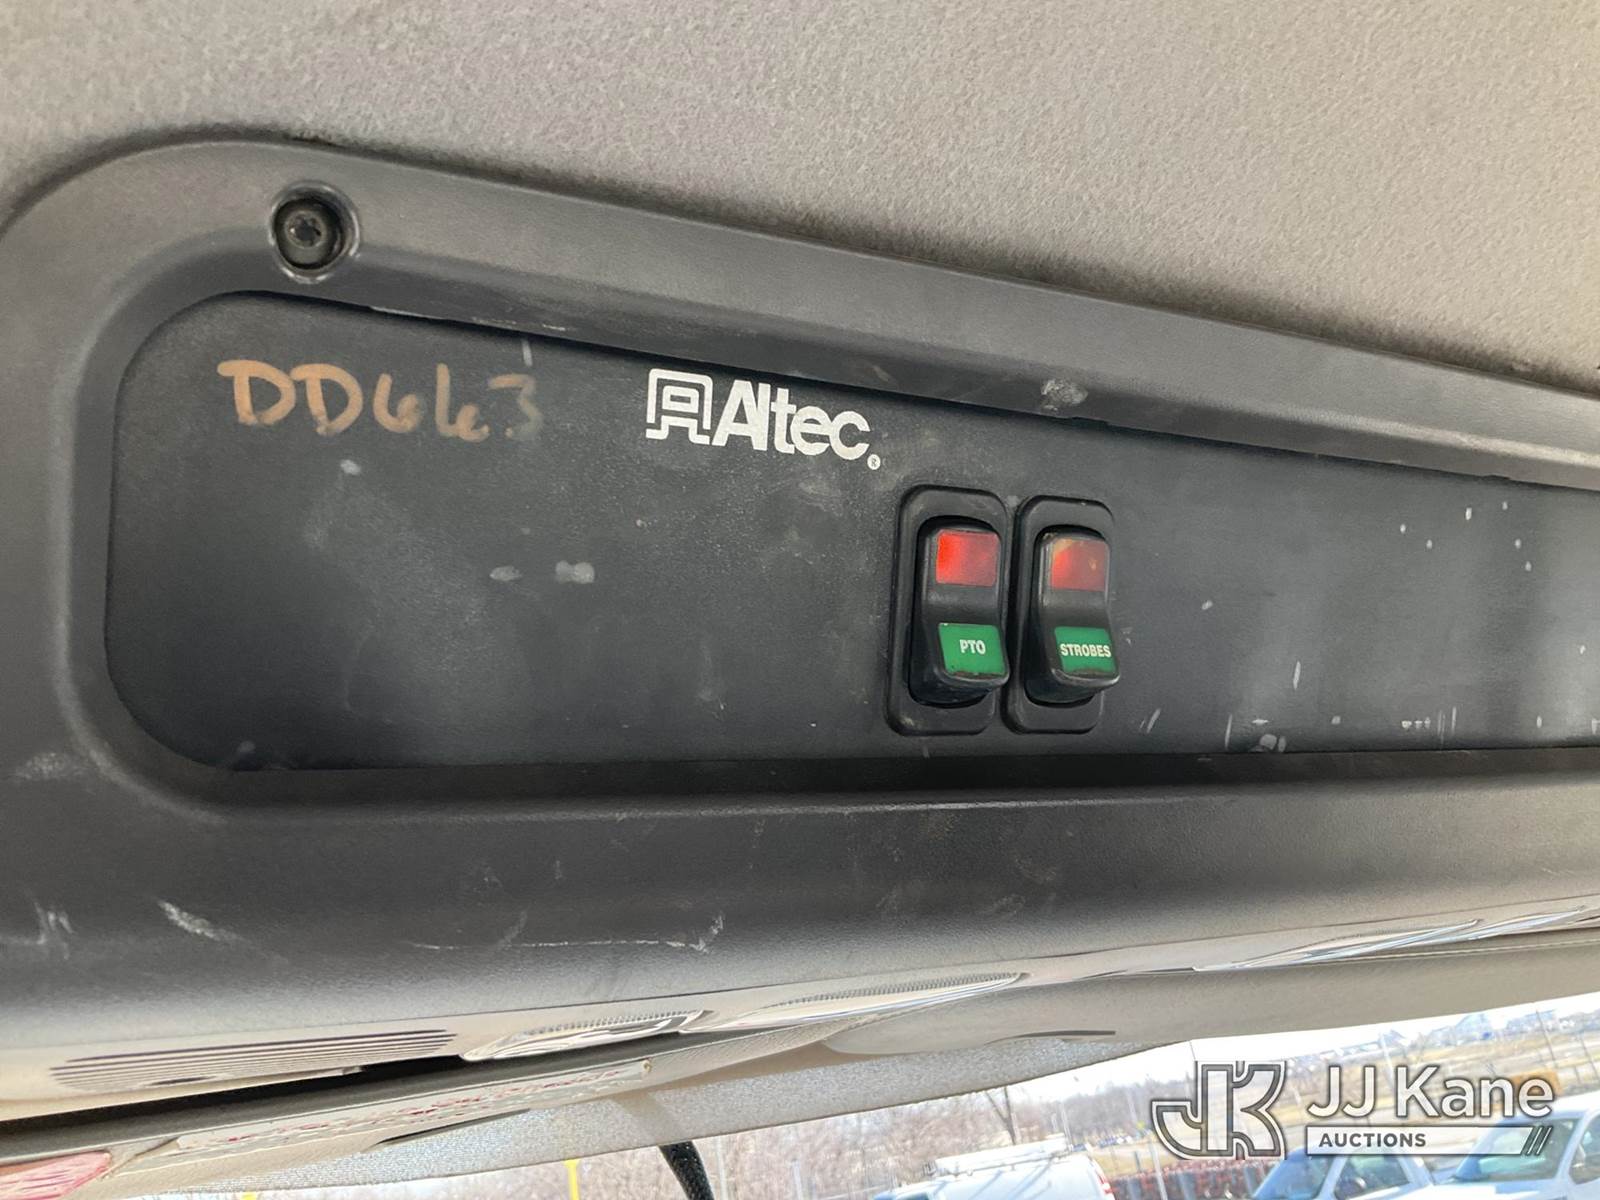 DD663
Altec®
PTO
STROBES
JJ Kane
AUCTIONS